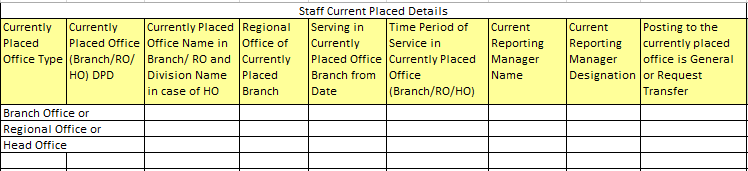 Staff Current Placed Details
Currently
Placed
Office Type
Currently
Placed Office
(Branch/RO/
HO) DPD
Currently Placed
Office Name in
Branch/ RO and
Division Name
in case of HO
Regional
Office of
Currently
Placed
Branch
Serving in
Currently
Placed Office
Branch from
Date
Time Period of
Service in
Currently Placed
Office
(Branch/RO/HO)
Current
Reporting
Manager
Name
Current
Reporting
Manager
Designation
Posting to the
currently placed
office is General
or Request
Transfer
Branch Office or
Regional Office or
Head Office